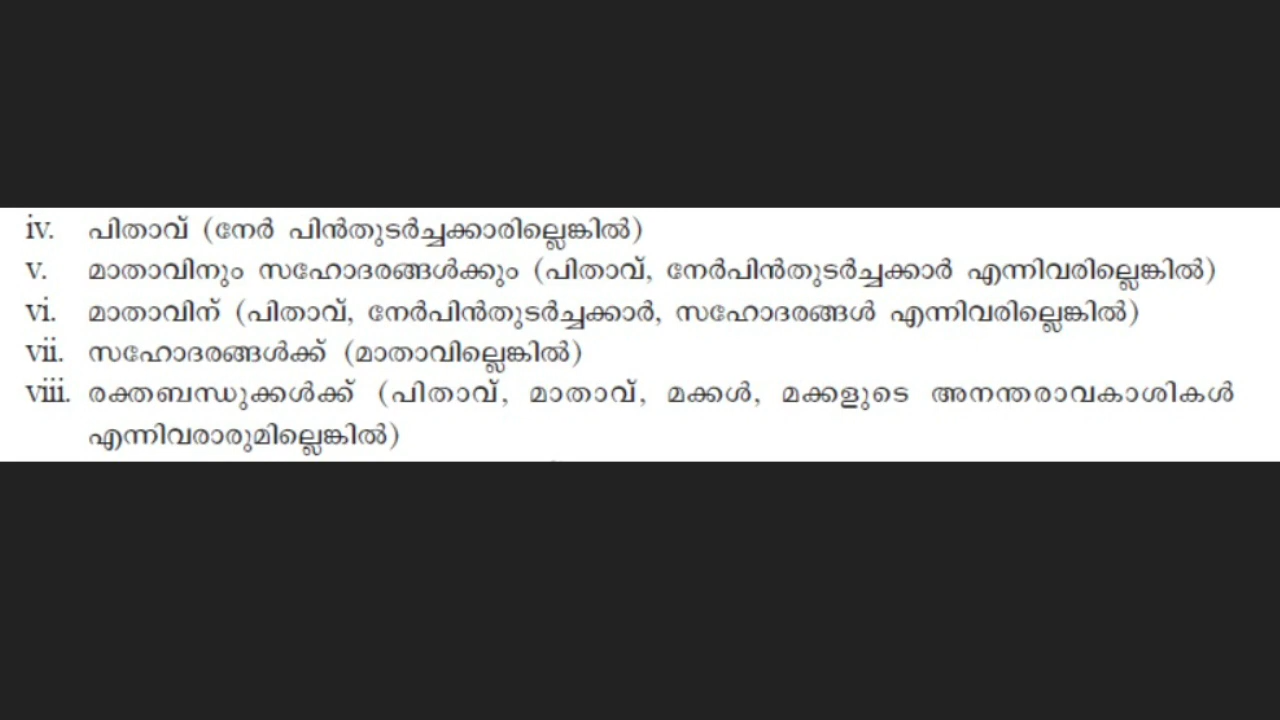 iv. പിതാവ് (നേർ പിൻതുടർച്ചക്കാരില്ലെങ്കിൽ)
v. മാതാവിനും സഹോദരങ്ങൾക്കും (പിതാവ്, നേർപിൻതുടർച്ചക്കാർ എന്നിവരില്ലെങ്കിൽ)
vi. മാതാവിന് (പിതാവ്, നേർപിൻതുടർച്ചക്കാർ, സഹോദരങ്ങൾ എന്നിവരില്ലെങ്കിൽ)
vii. സഹോദരങ്ങൾക്ക് (മാതാവില്ലെങ്കിൽ)
viii. രക്തബന്ധുക്കൾക്ക് (പിതാവ്, മാതാവ്, മക്കൾ, മക്കളുടെ അനന്തരാവകാശികൾ
എന്നിവരാരുമില്ലെങ്കിൽ)